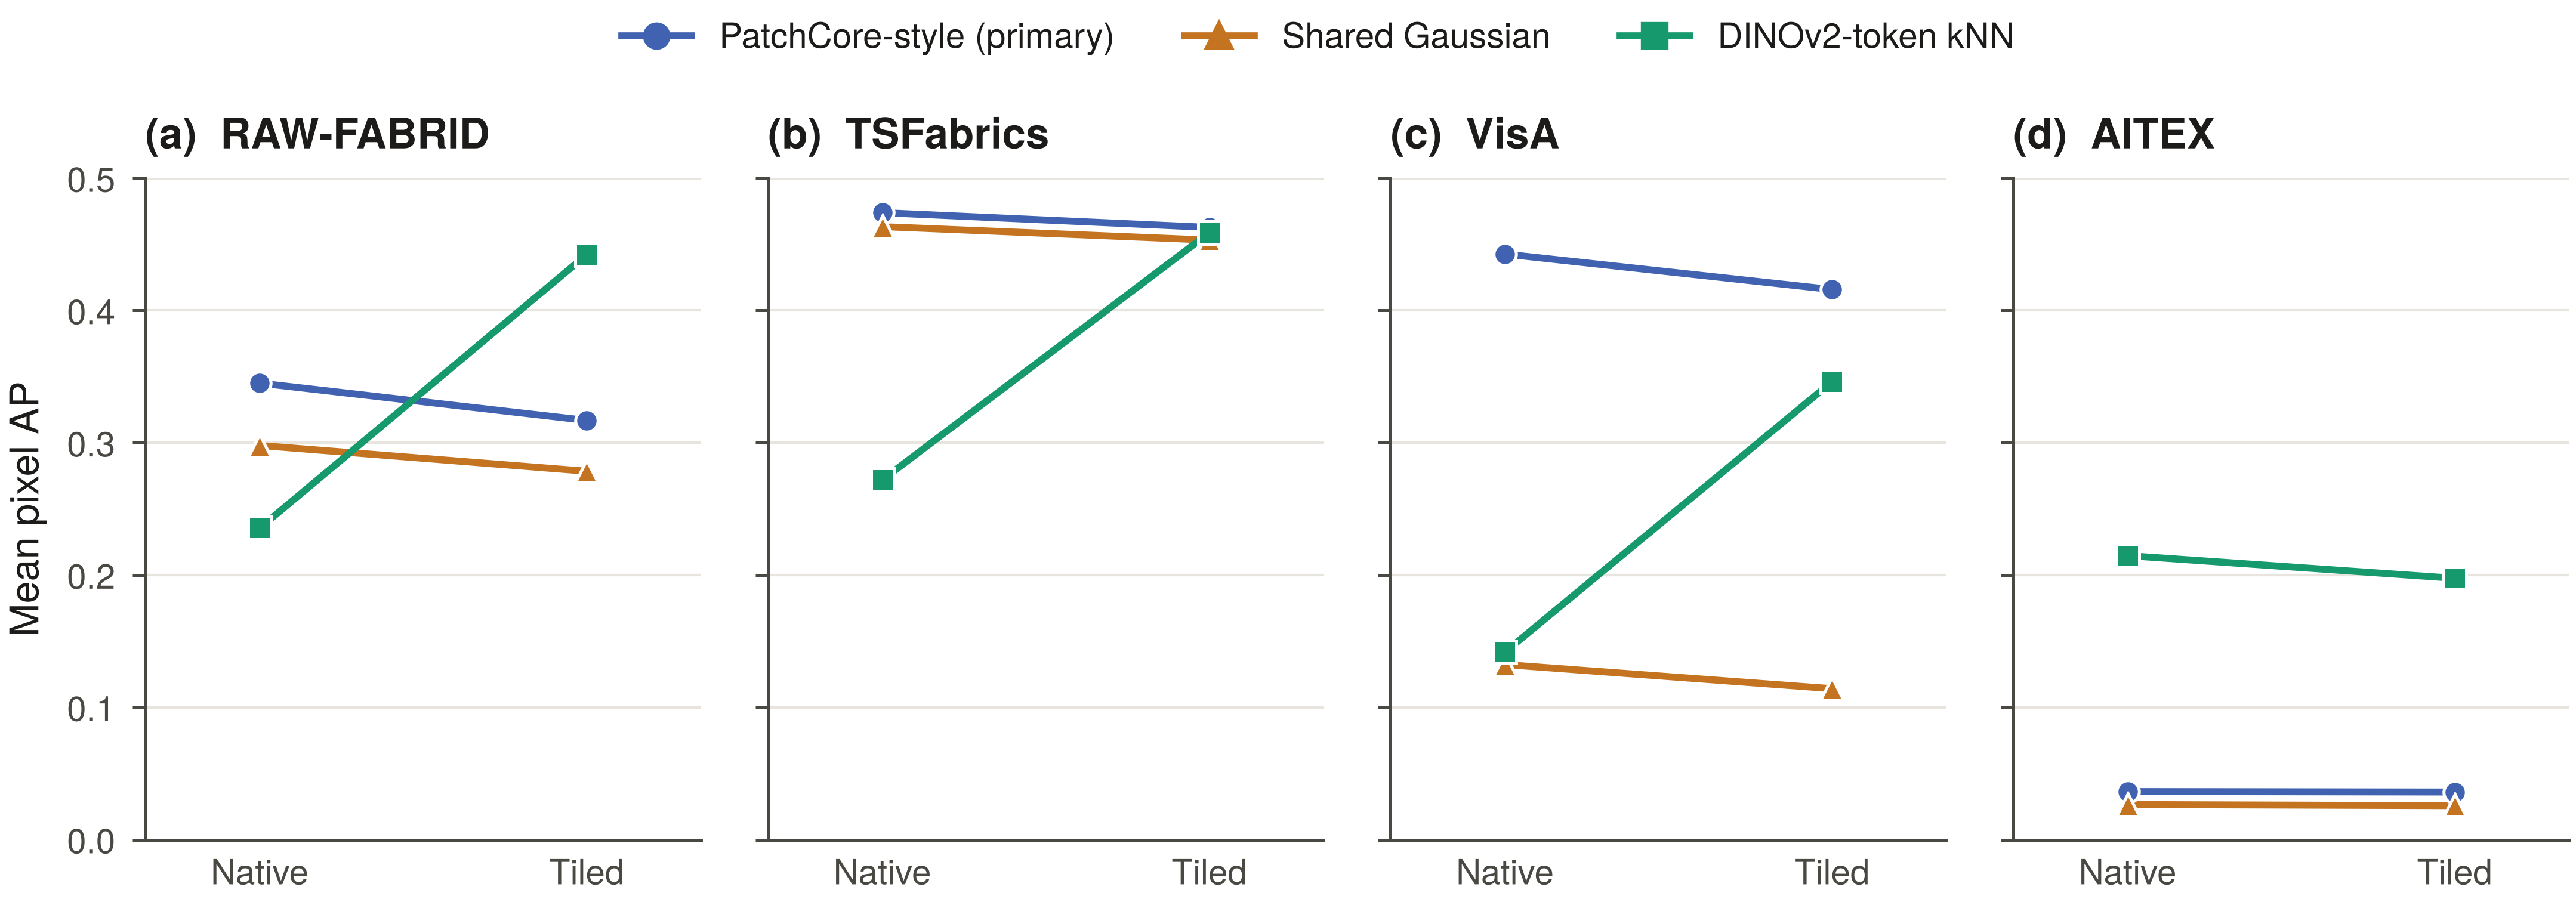 PatchCore-style (primary) Shared Gaussian DINOv2-token kNN
(a) RAW-FABRID (b) TSFabrics (c) VisA (d) AITEX
Mean pixel AP
0.5
0.4
0.3
0.2
0.1
0.0
Native Tiled Native Tiled Native Tiled Native Tiled